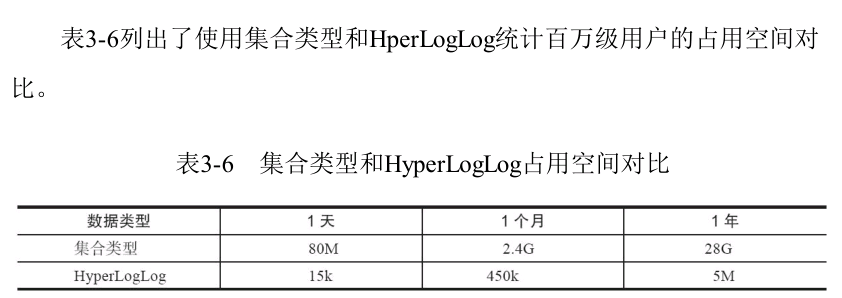 表3-6列出了使用集合类型和HperLogLog统计百万级用户的占用空间对
比。
表3-6 集合类型和HyperLogLog占用空间对比
数据类型 1 天 1 个月 1 年
集合类型 80M 2.4G 28G
HyperLogLog 15k 450k 5M